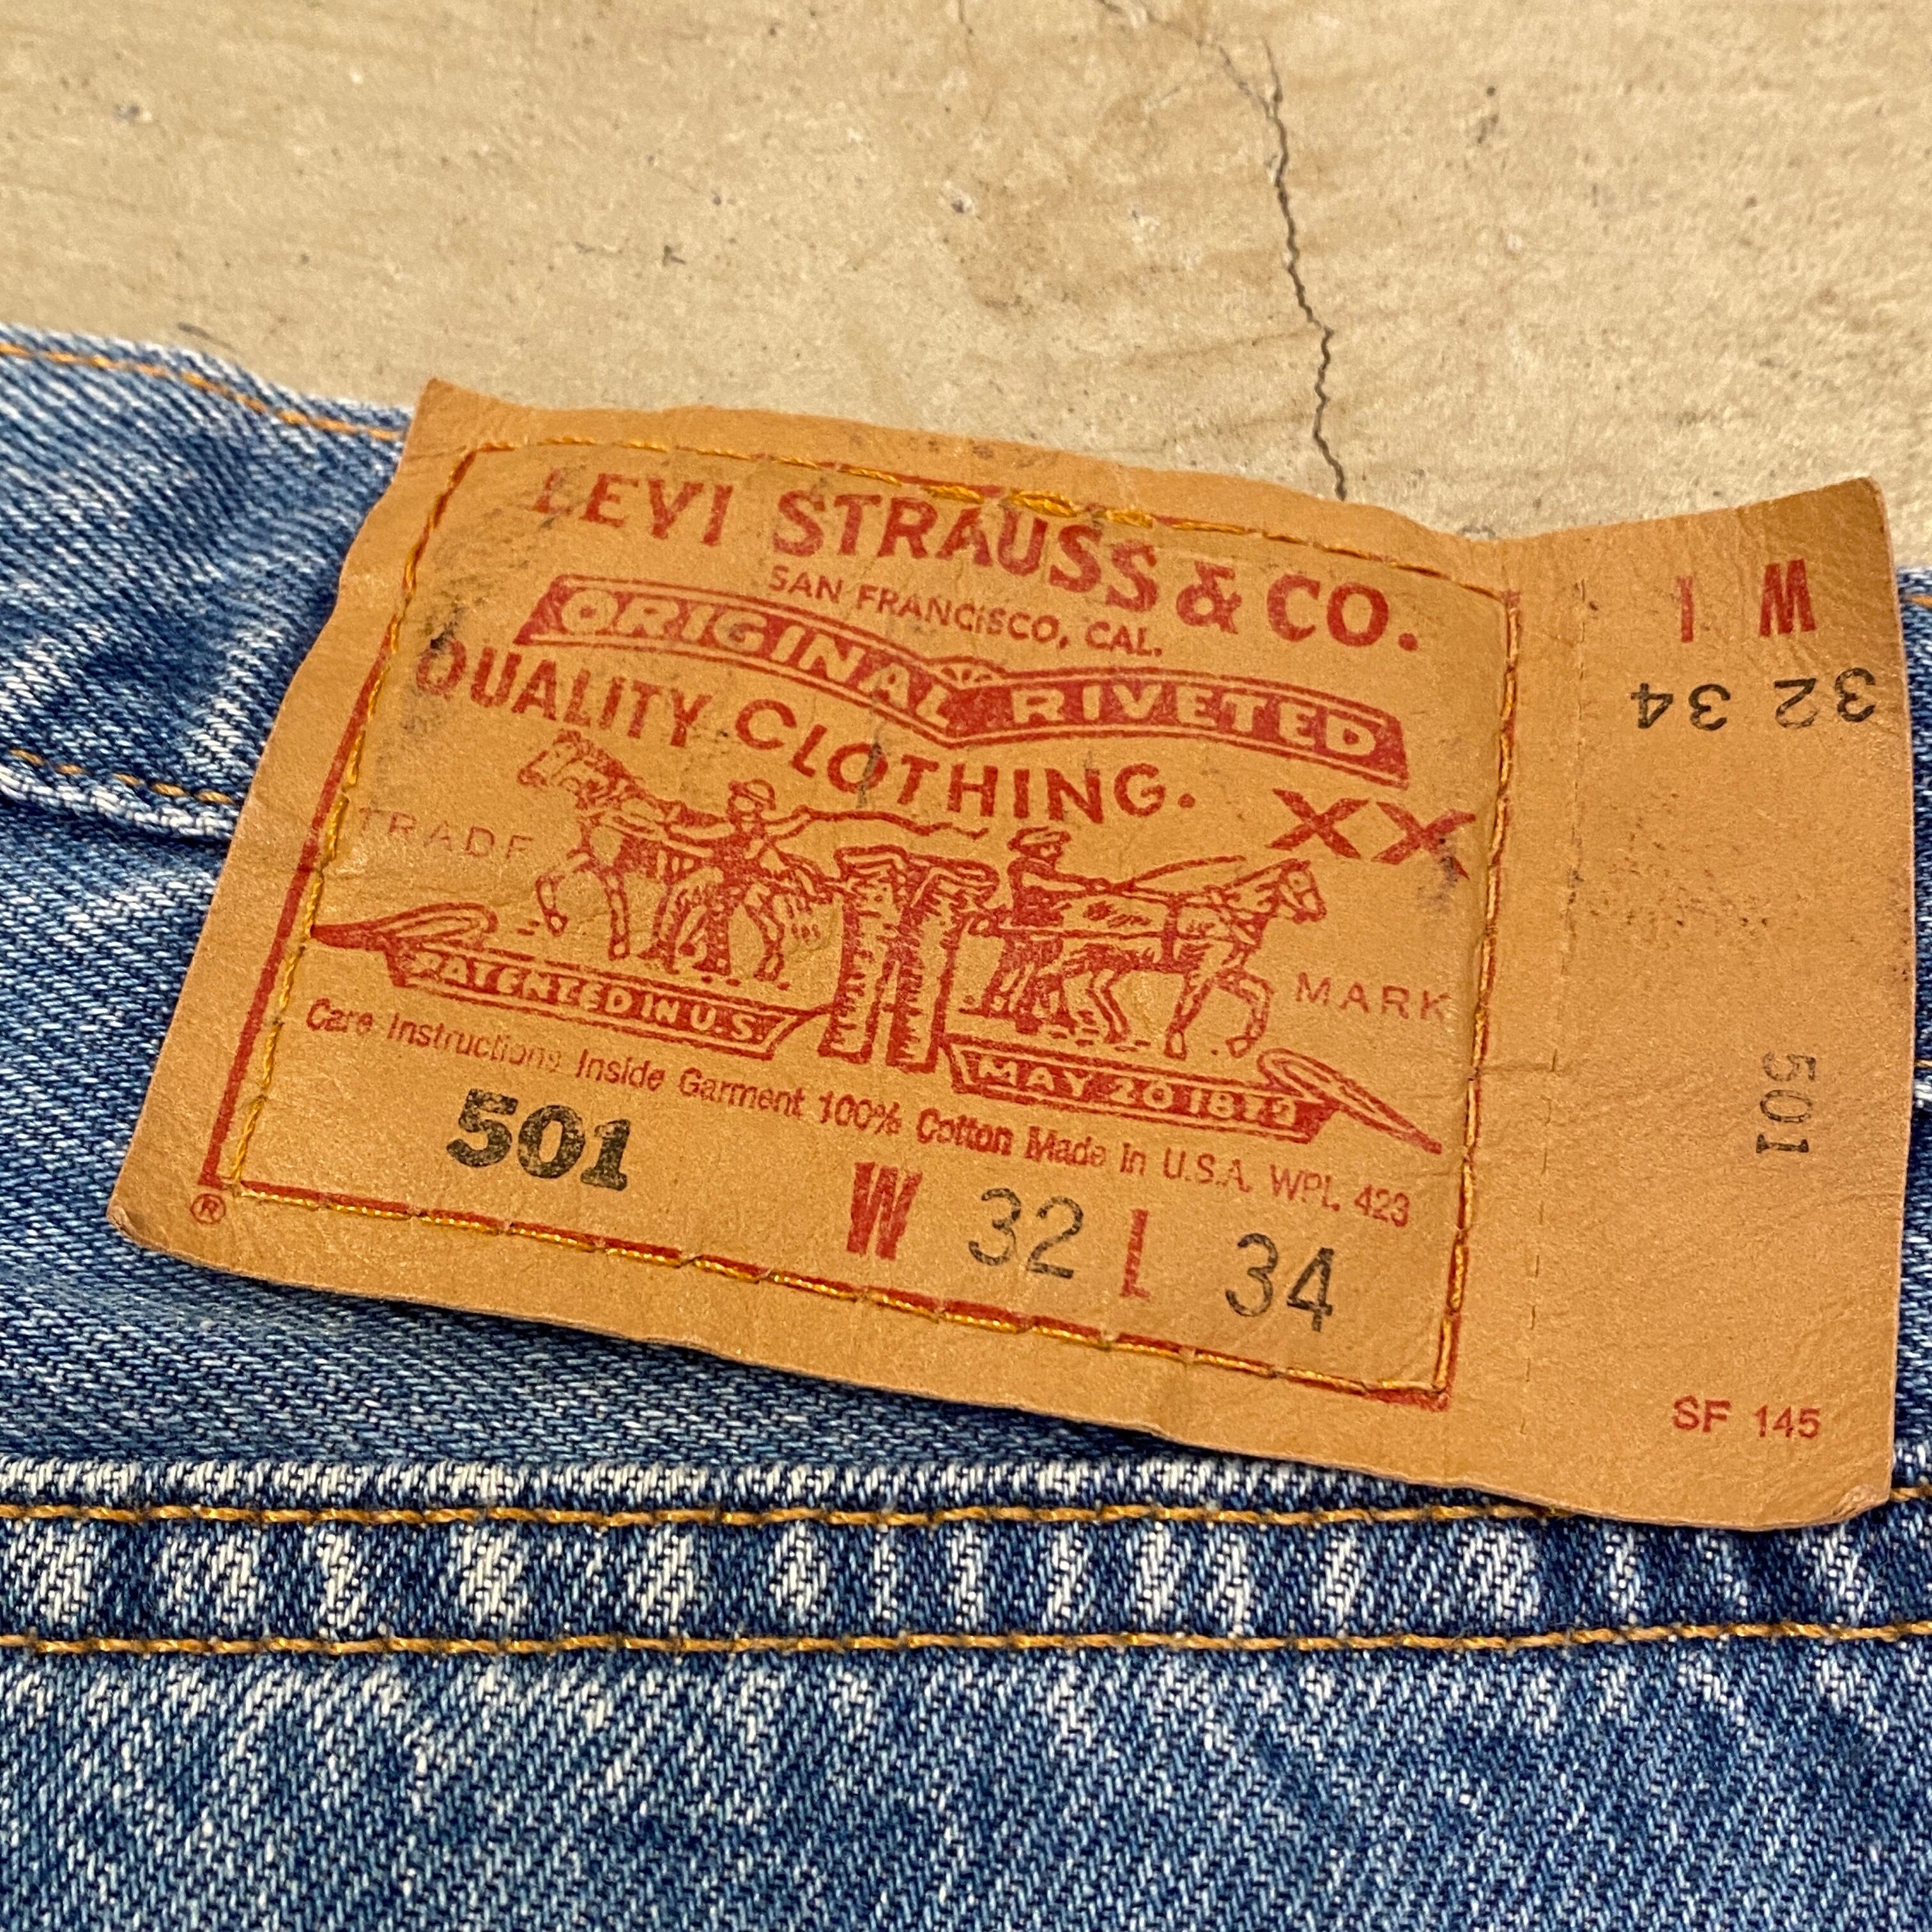 LEVI STRAUSS & CO.
SAN FRANCISCO, CAL.
ORIGINAL RIVETED
QUALITY CLOTHING.
XX
TRADE MARK
PATENTED IN U.S.
MAY 20 1873
Care Instructions Inside Garment 100% Cotton Made in U.S.A. WPL 423
501 W 32 L 34
®
W L
32 34
501
SF 145